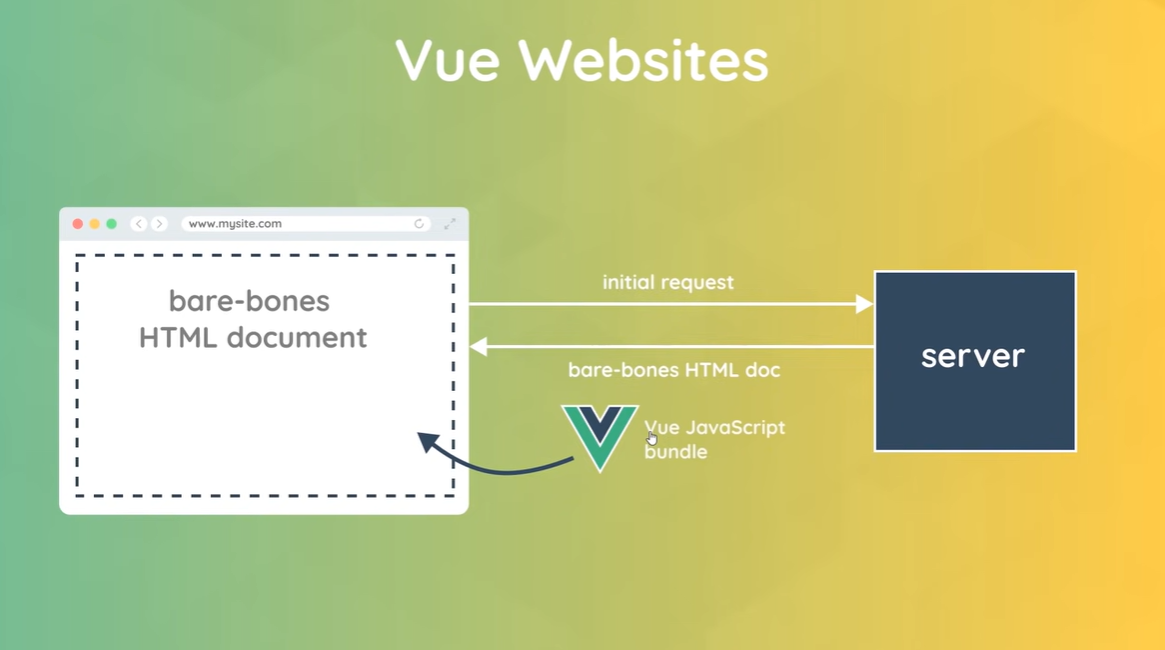 Vue Websites
www.mysite.com
bare-bones
HTML document
initial request
bare-bones HTML doc
Vue JavaScript
bundle
server